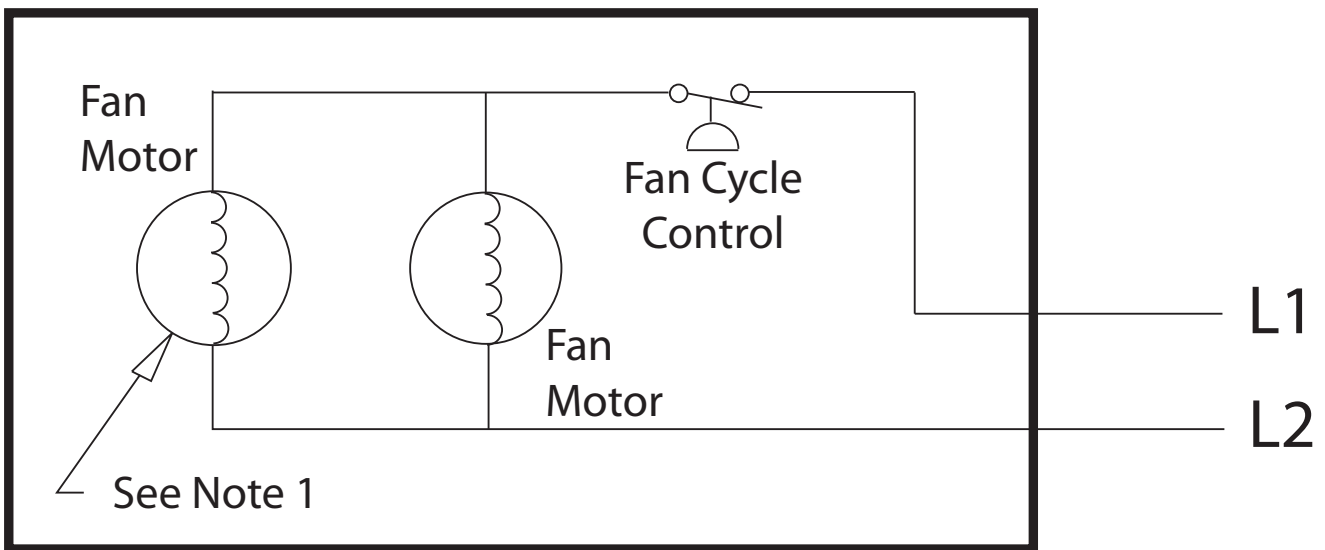 Fan
Motor
Fan Cycle
Control
L1
Fan
Motor
L2
See Note 1